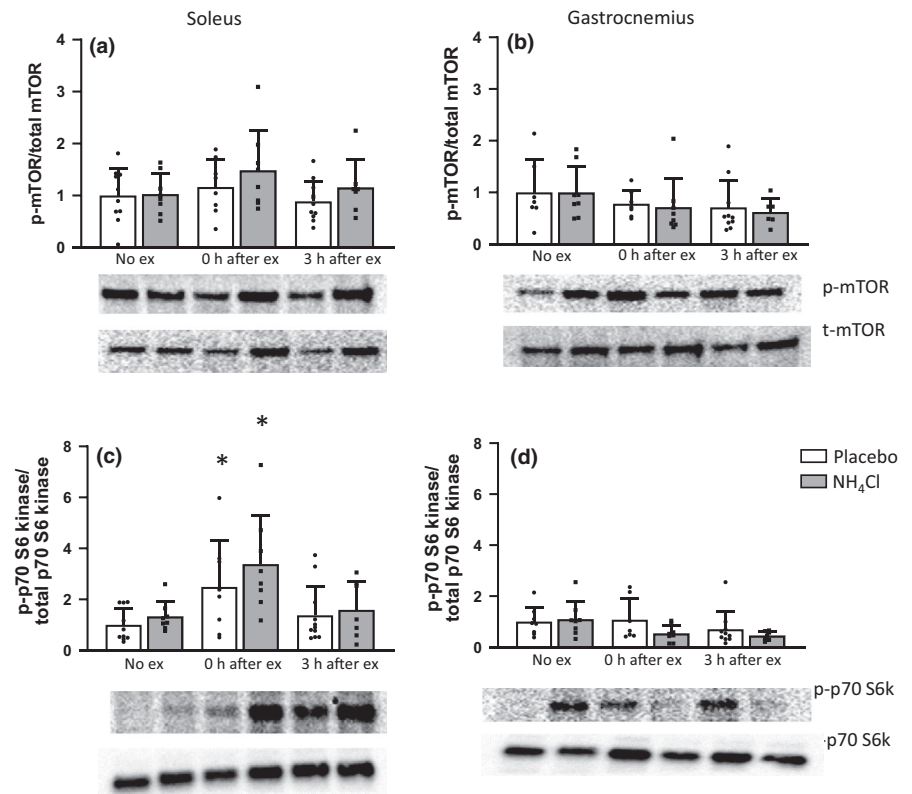 Soleus
Gastrocnemius
(a)
p-mTOR/total mTOR
4
3
2
1
0
No ex
0 h after ex
3 h after ex
(b)
p-mTOR/total mTOR
4
3
2
1
0
No ex
0 h after ex
3 h after ex
p-mTOR
t-mTOR
(c)
p-p70 S6 kinase/
total p70 S6 kinase
8
6
4
2
0
*
*
No ex
0 h after ex
3 h after ex
(d)
p-p70 S6 kinase/
total p70 S6 kinase
8
6
4
2
0
No ex
0 h after ex
3 h after ex
Placebo
NH₄Cl
p-p70 S6k
-p70 S6k